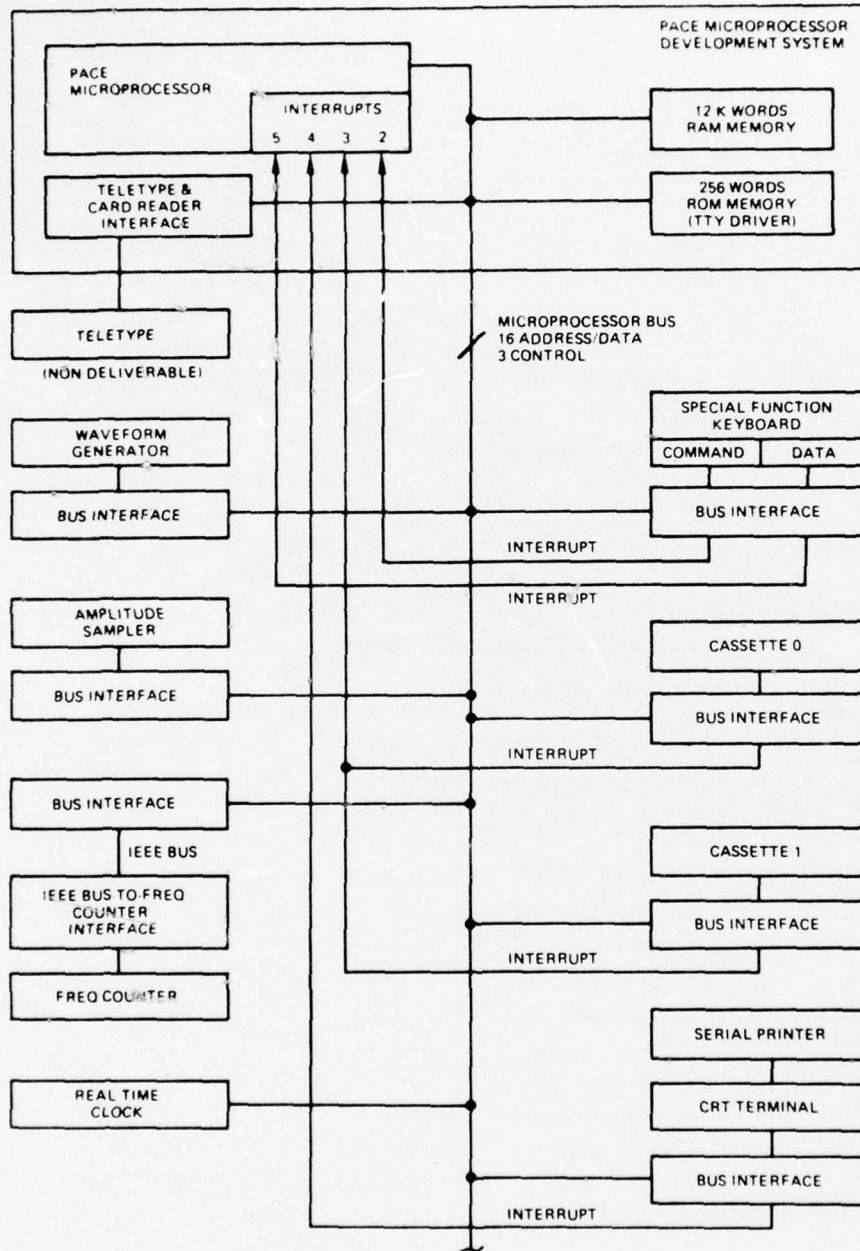 PACE MICROPROCESSOR
DEVELOPMENT SYSTEM
PACE
MICROPROCESSOR
INTERRUPTS
5 4 3 2
12 K WORDS
RAM MEMORY
TELETYPE &
CARD READER
INTERFACE
256 WORDS
ROM MEMORY
(TTY DRIVER)
TELETYPE
(NON DELIVERABLE)
MICROPROCESSOR BUS
16 ADDRESS/DATA
3 CONTROL
WAVEFORM
GENERATOR
BUS INTERFACE
SPECIAL FUNCTION
KEYBOARD
COMMAND DATA
BUS INTERFACE
INTERRUPT
INTERRUPT
AMPLITUDE
SAMPLER
BUS INTERFACE
CASSETTE 0
BUS INTERFACE
INTERRUPT
BUS INTERFACE
IEEE BUS
IEEE BUS-TO-FREQ
COUNTER
INTERFACE
FREQ COUNTER
CASSETTE 1
BUS INTERFACE
INTERRUPT
REAL TIME
CLOCK
SERIAL PRINTER
CRT TERMINAL
BUS INTERFACE
INTERRUPT